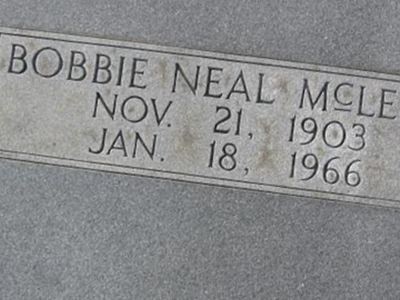 BOBBIE NEAL McLE
NOV. 21, 1903
JAN. 18, 1966